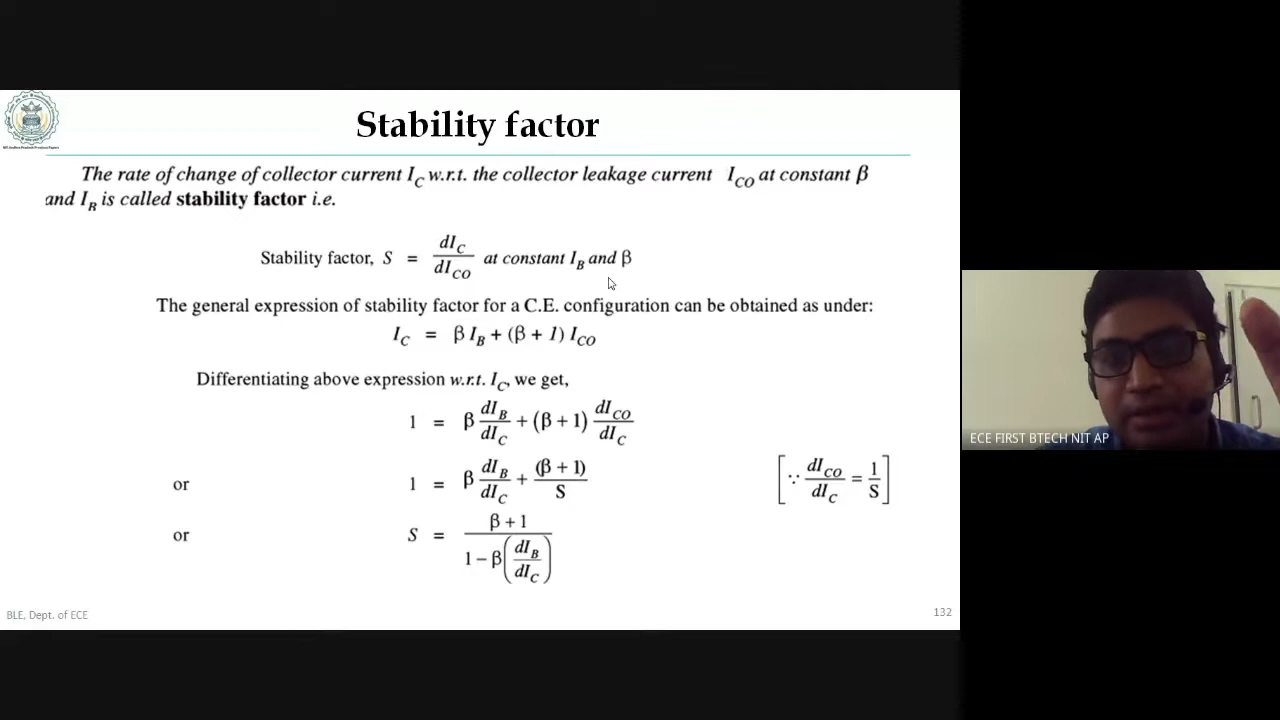 Stability factor
The rate of change of collector current I_C w.r.t. the collector leakage current I_CO at constant β
and I_B is called stability factor i.e.
Stability factor, S = dI_C/dI_CO at constant I_B and β
The general expression of stability factor for a C.E. configuration can be obtained as under:
I_C = β I_B + (β + 1) I_CO
Differentiating above expression w.r.t. I_C, we get,
1 = β dI_B/dI_C + (β + 1) dI_CO/dI_C
or 1 = β dI_B/dI_C + (β + 1)/S [∵ dI_CO/dI_C = 1/S]
or S = β + 1/1 − β(dI_B/dI_C)
BLE, Dept. of ECE
132
ECE FIRST BTECH NIT AP